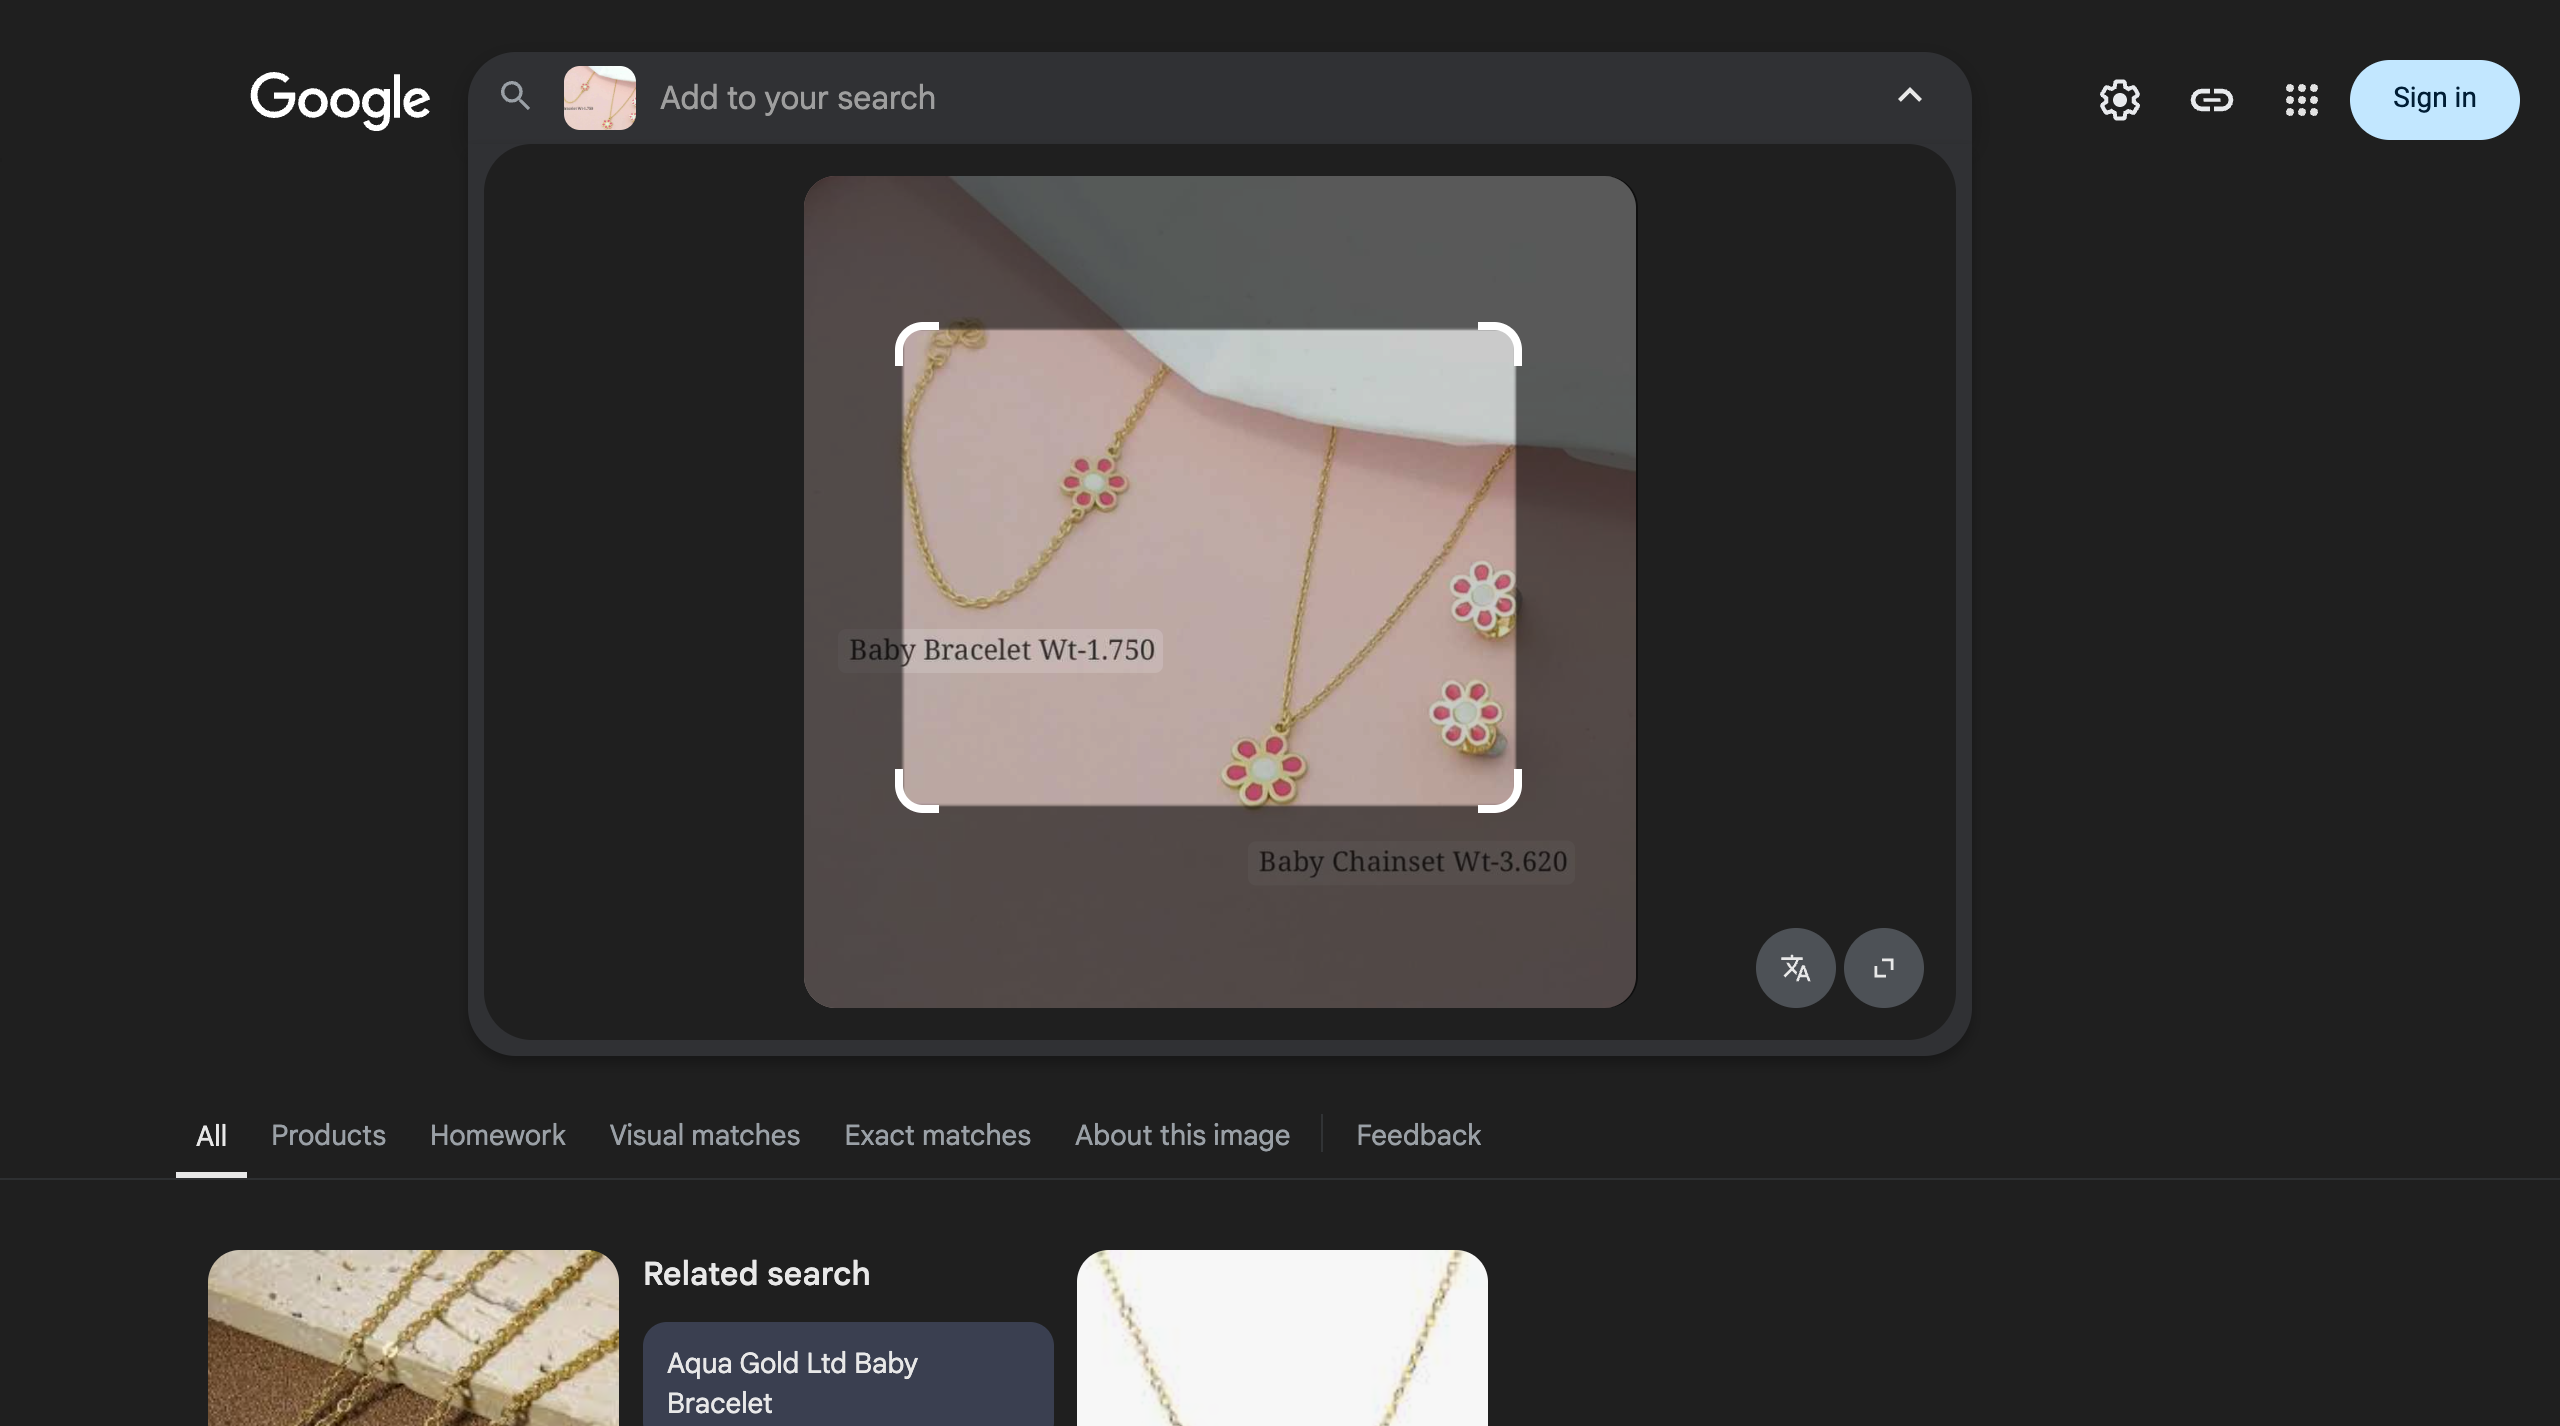 Google
Add to your search
Sign in
Baby Bracelet Wt-1.750
Baby Chainset Wt-3.620
All
Products
Homework
Visual matches
Exact matches
About this image
Feedback
Related search
Aqua Gold Ltd Baby
Bracelet